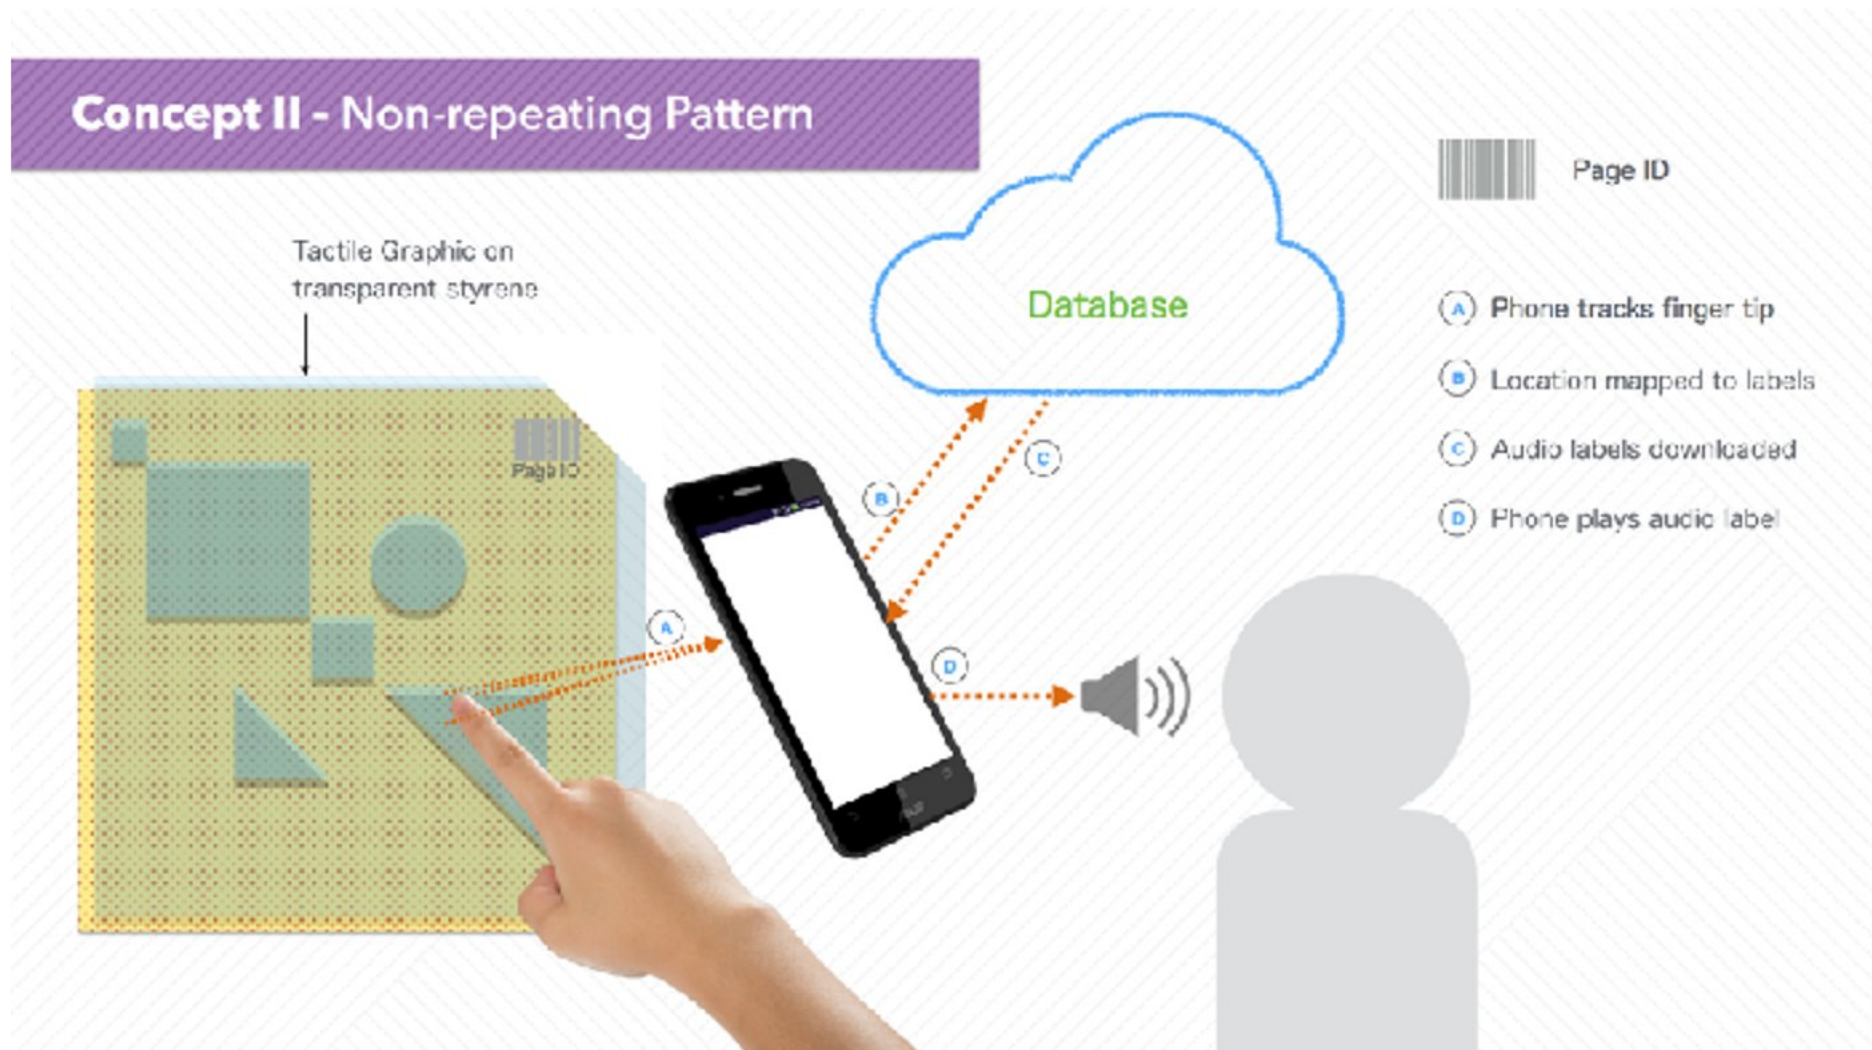 Concept II - Non-repeating Pattern
Tactile Graphic on
transparent styrene
Page ID
Database
A
B
C
D
Page ID
A Phone tracks finger tip
B Location mapped to labels
C Audio labels downloaded
D Phone plays audio label